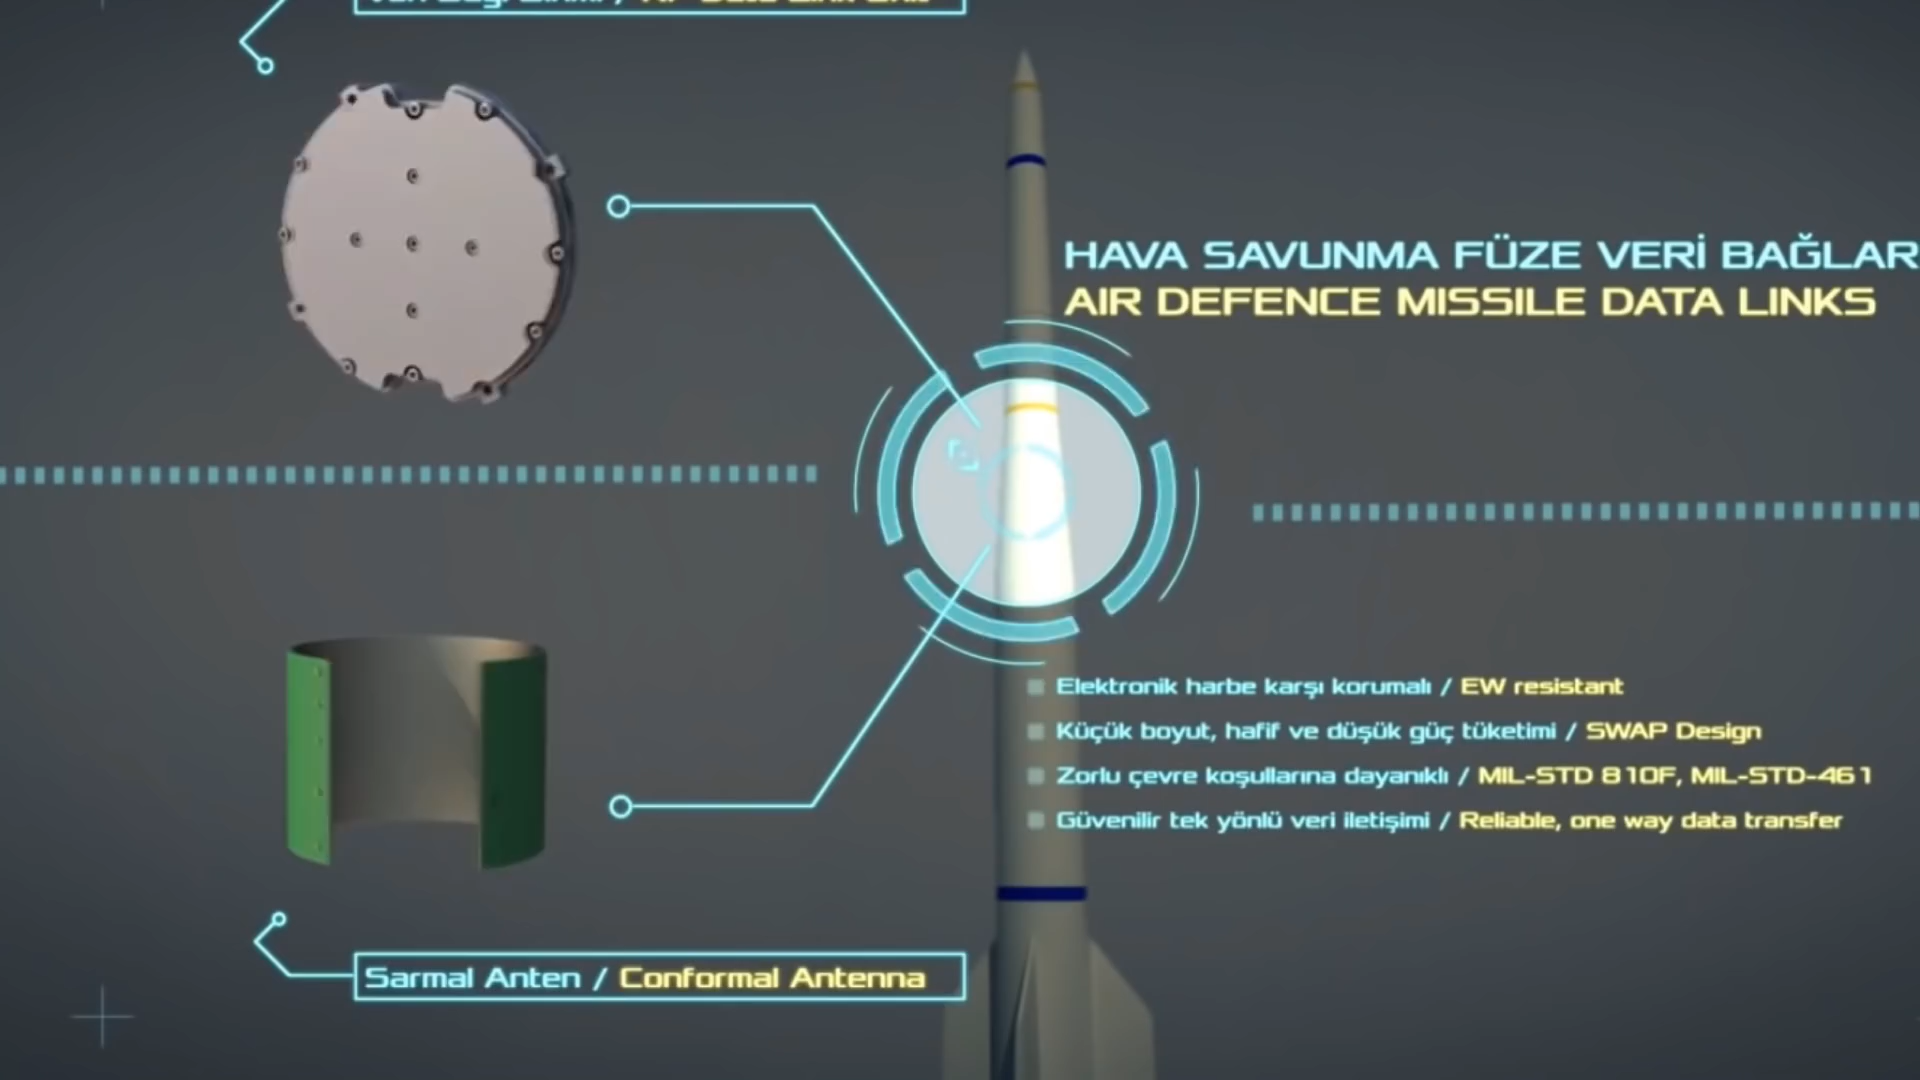 HAVA SAVUNMA FÜZE VERİ BAĞLAR
AIR DEFENCE MISSILE DATA LINKS
Elektronik harbe karşı korumalı / EW resistant
Küçük boyut, hafif ve düşük güç tüketimi / SWAP Design
Zorlu çevre koşullarına dayanıklı / MIL-STD 810F, MIL-STD-461
Güvenilir tek yönlü veri iletişimi / Reliable, one way data transfer
Sarmal Anten / Conformal Antenna